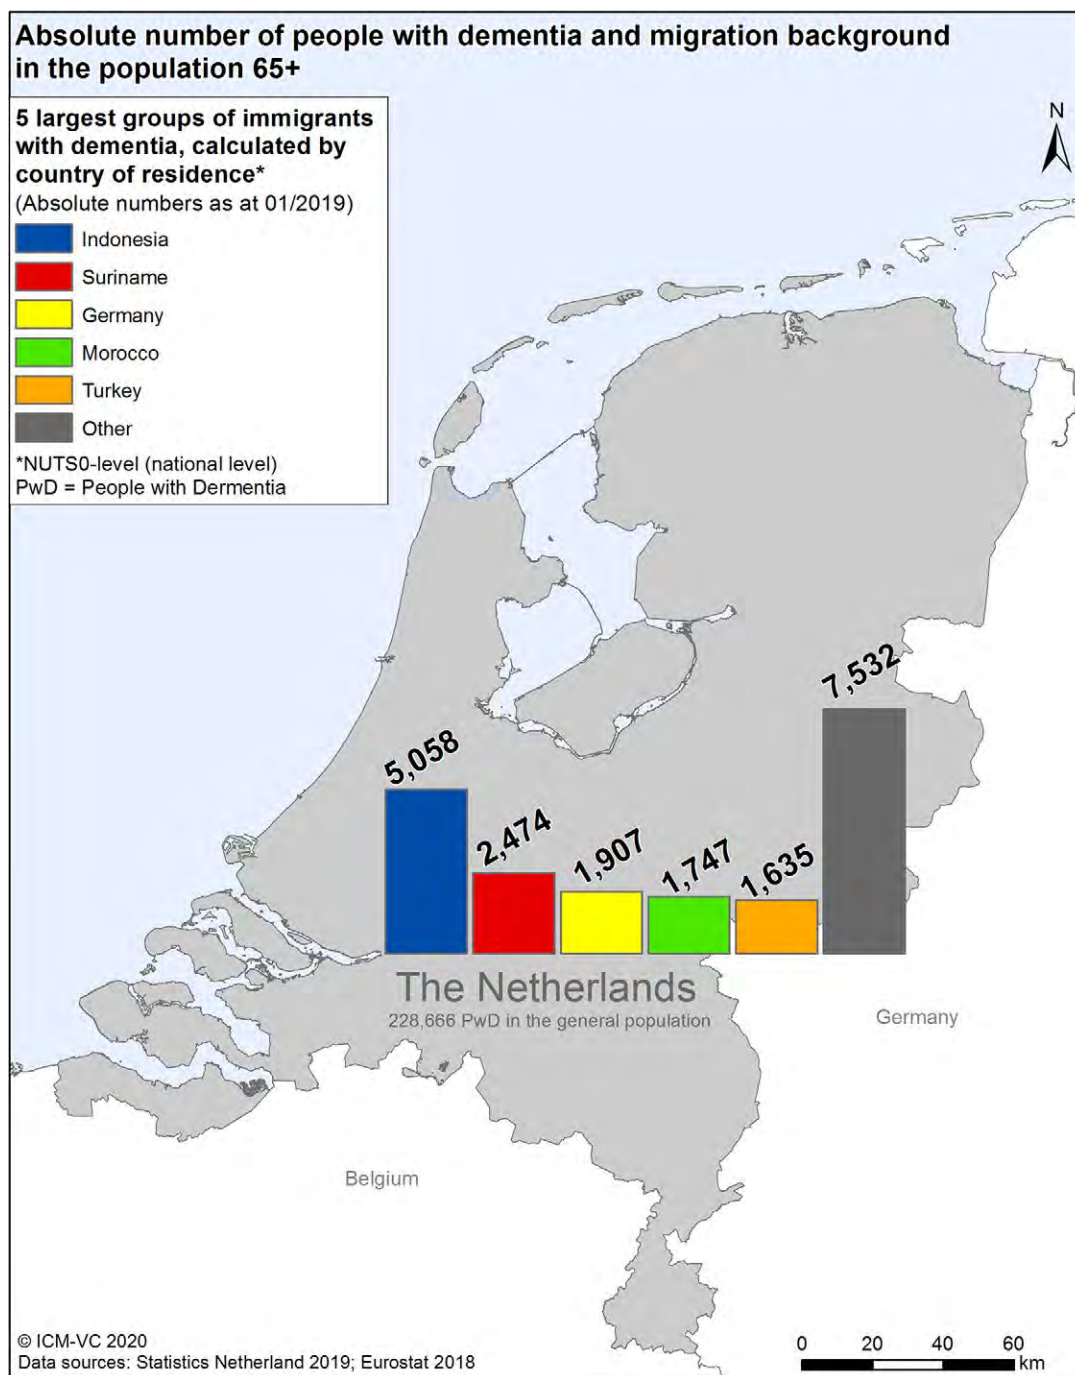 Absolute number of people with dementia and migration background
in the population 65+
5 largest groups of immigrants
with dementia, calculated by
country of residence*
(Absolute numbers as at 01/2019)
Indonesia
Suriname
Germany
Morocco
Turkey
Other
*NUTS0-level (national level)
PwD = People with Dermentia
N
5,058
2,474
1,907
1,747
1,635
7,532
The Netherlands
228,666 PwD in the general population
Germany
Belgium
© ICM-VC 2020
Data sources: Statistics Netherland 2019; Eurostat 2018
0 20 40 60
km